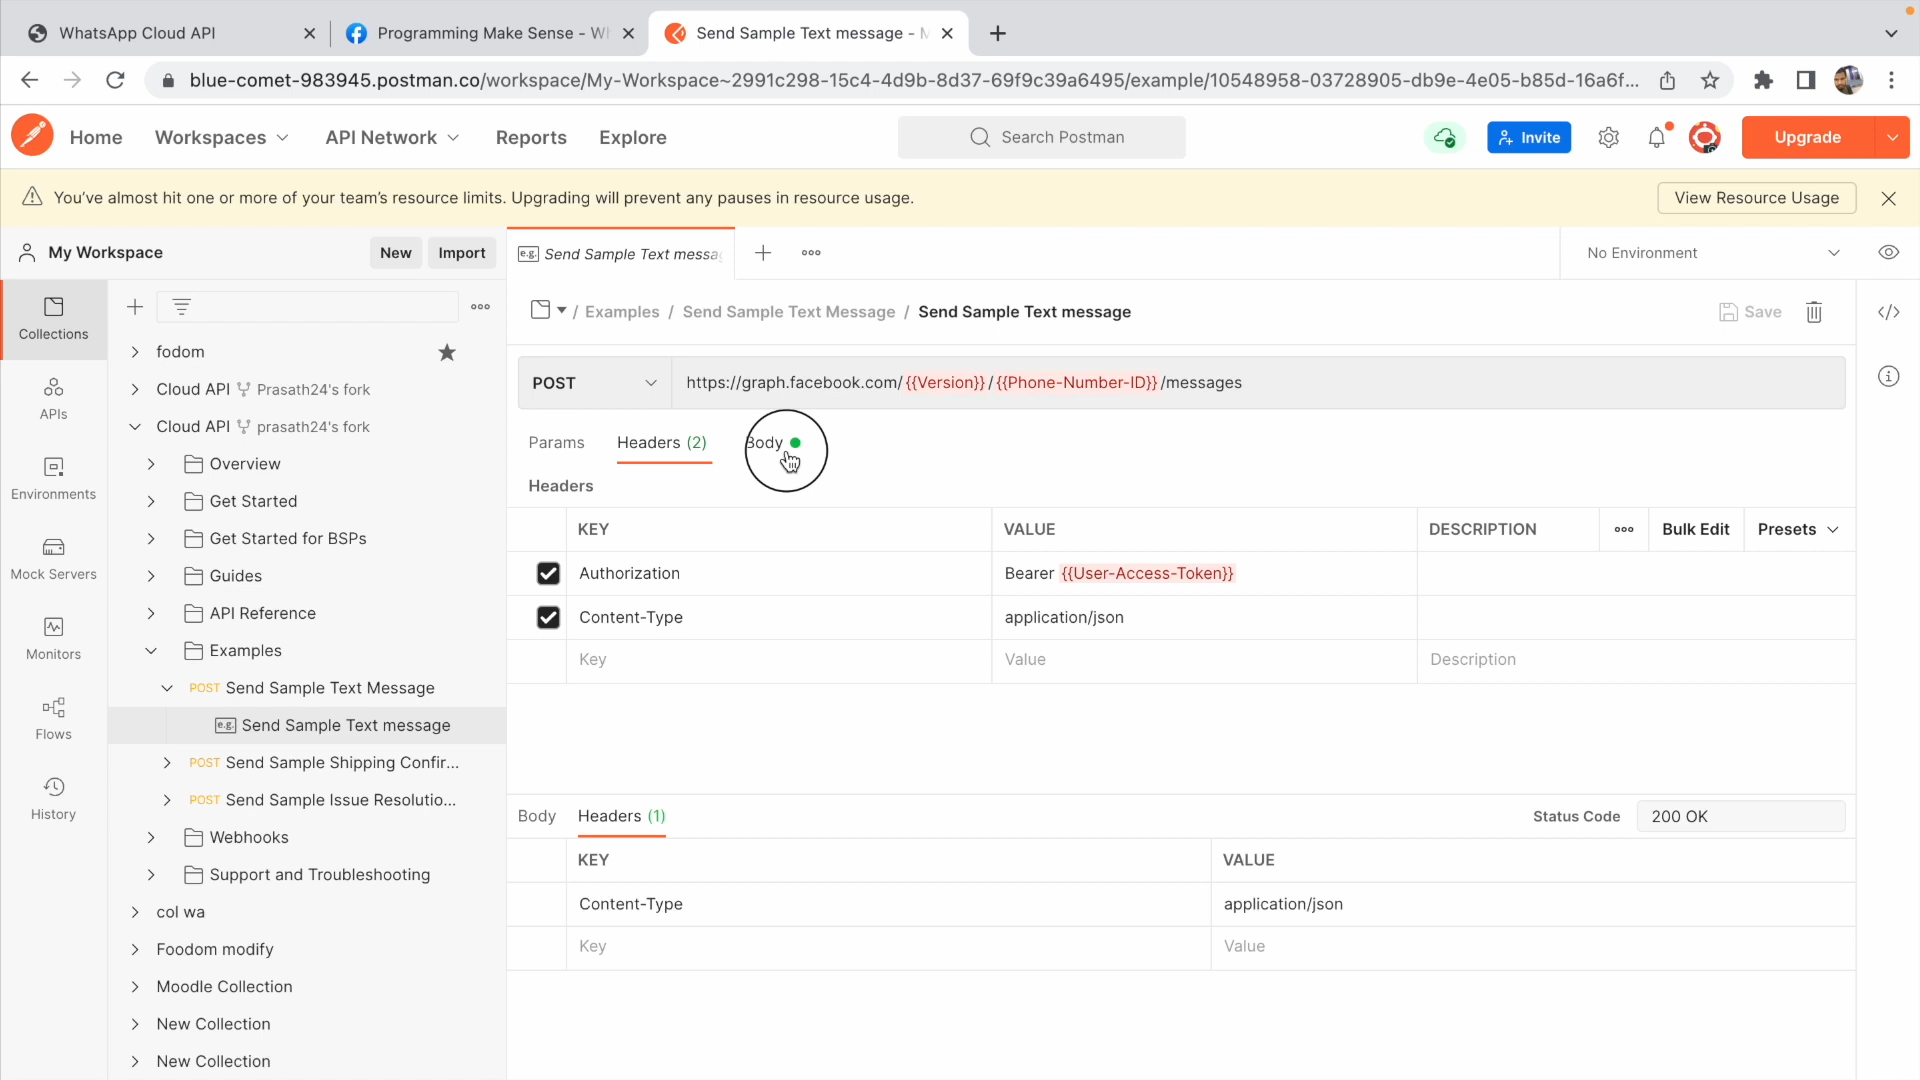 WhatsApp Cloud API
Programming Make Sense - Wh
Send Sample Text message - M
blue-comet-983945.postman.co/workspace/My-Workspace~2991c298-15c4-4d9b-8d37-69f9c39a6495/example/10548958-03728905-db9e-4e05-b85d-16a6f...
Home
Workspaces
API Network
Reports
Explore
Search Postman
Invite
Upgrade
You've almost hit one or more of your team's resource limits. Upgrading will prevent any pauses in resource usage.
View Resource Usage
My Workspace
New
Import
e.g. Send Sample Text messag
No Environment
Collections
APIs
Environments
Mock Servers
Monitors
Flows
History
fodom
Cloud API Prasath24's fork
Cloud API prasath24's fork
Overview
Get Started
Get Started for BSPs
Guides
API Reference
Examples
POST Send Sample Text Message
e.g. Send Sample Text message
POST Send Sample Shipping Confir...
POST Send Sample Issue Resolutio...
Webhooks
Support and Troubleshooting
col wa
Foodom modify
Moodle Collection
New Collection
New Collection
/ Examples / Send Sample Text Message / Send Sample Text message
Save
POST
https://graph.facebook.com/{{Version}}/{{Phone-Number-ID}}/messages
Params
Headers (2)
Body
Headers
KEY VALUE DESCRIPTION Bulk Edit Presets
Authorization Bearer {{User-Access-Token}}
Content-Type application/json
Key Value Description
Body
Headers (1)
Status Code
200 OK
KEY VALUE
Content-Type application/json
Key Value